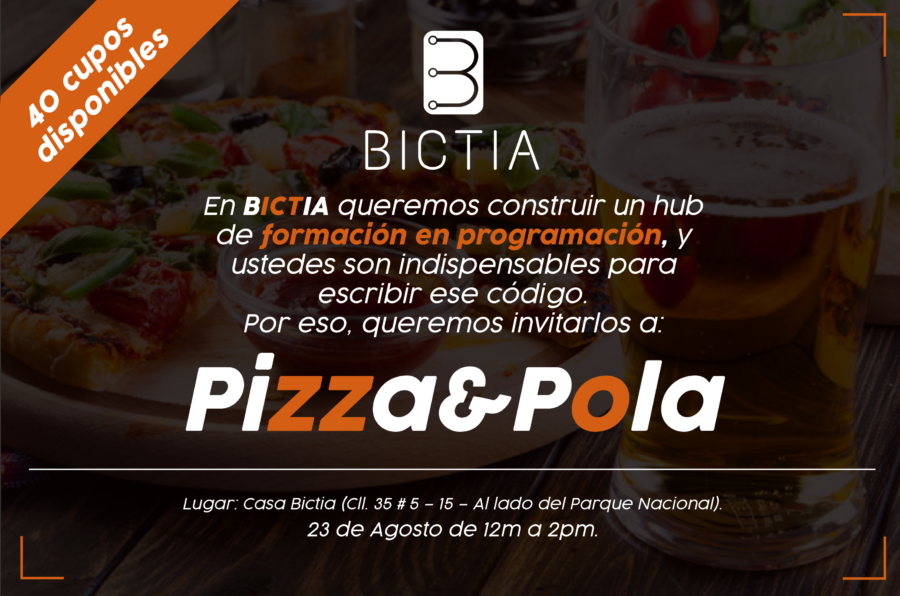 40 cupos
disponibles
BICTIA
En BICTIA queremos construir un hub
de formación en programación, y
ustedes son indispensables para
escribir ese código.
Por eso, queremos invitarlos a:
Pizza&Pola
Lugar: Casa Bictia (Cll. 35 # 5 – 15 – Al lado del Parque Nacional).
23 de Agosto de 12m a 2pm.